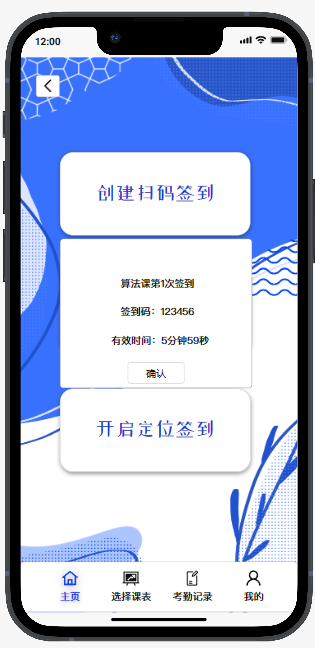 12:00
创建扫码签到
算法课第1次签到
签到码：123456
有效时间：5分钟59秒
确认
开启定位签到
主页 选择课表 考勤记录 我的